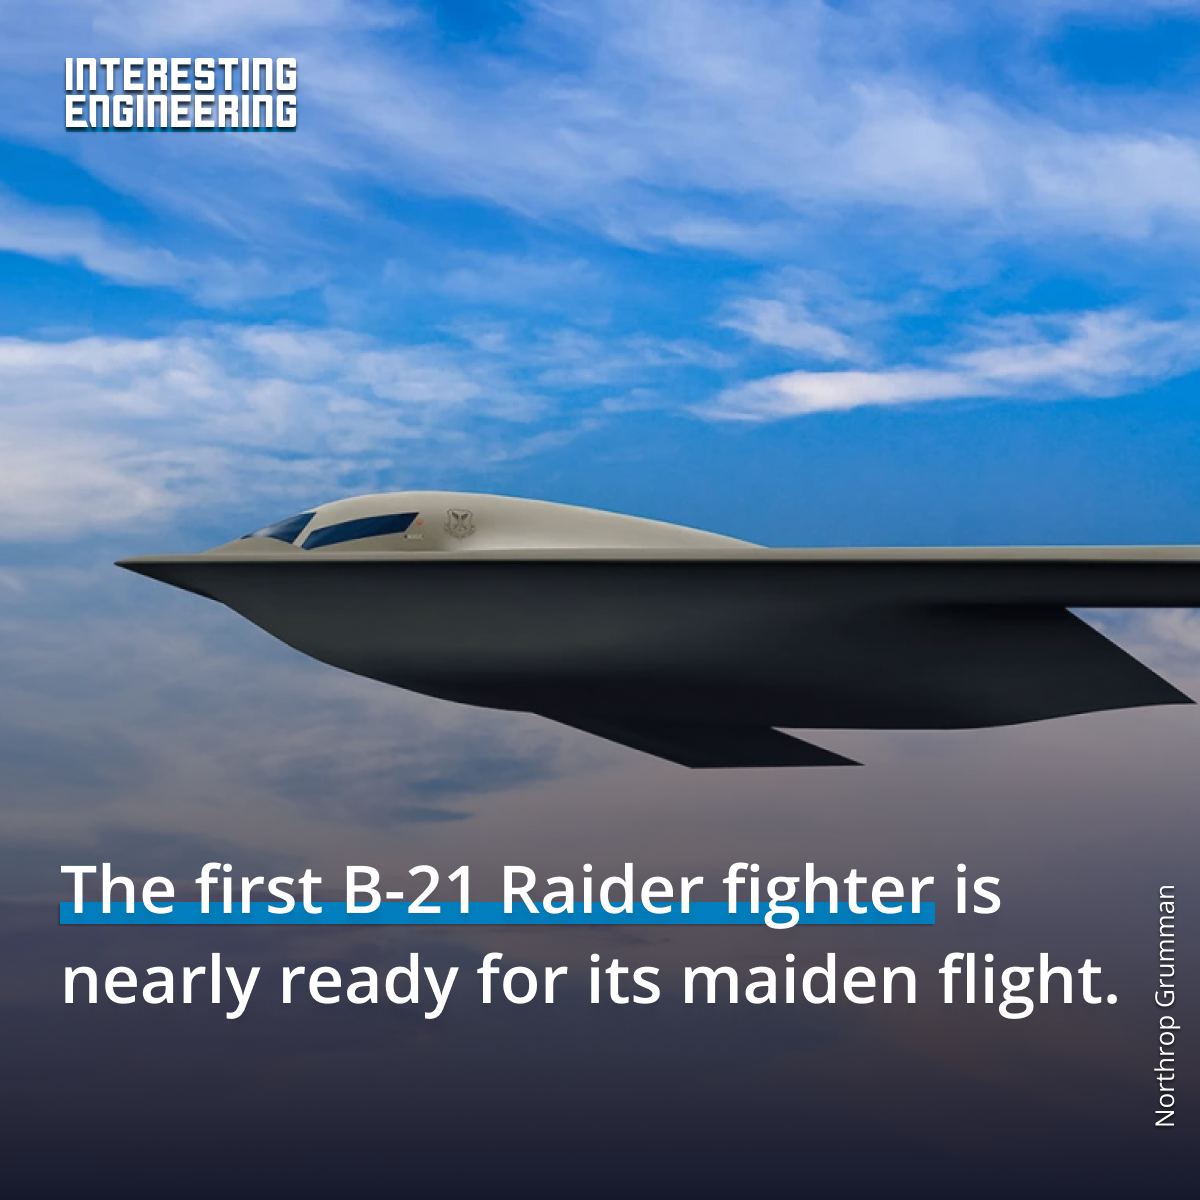 INTERESTING
ENGINEERING
The first B-21 Raider fighter is
nearly ready for its maiden flight.
Northrop Grumman